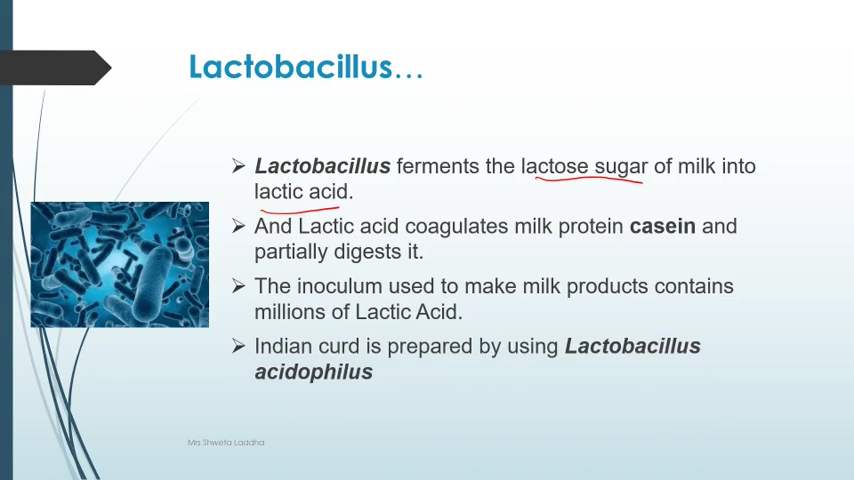 Lactobacillus...
➢ Lactobacillus ferments the lactose sugar of milk into
lactic acid.
➢ And Lactic acid coagulates milk protein casein and
partially digests it.
➢ The inoculum used to make milk products contains
millions of Lactic Acid.
➢ Indian curd is prepared by using Lactobacillus
acidophilus
Mrs Shweta Laddha